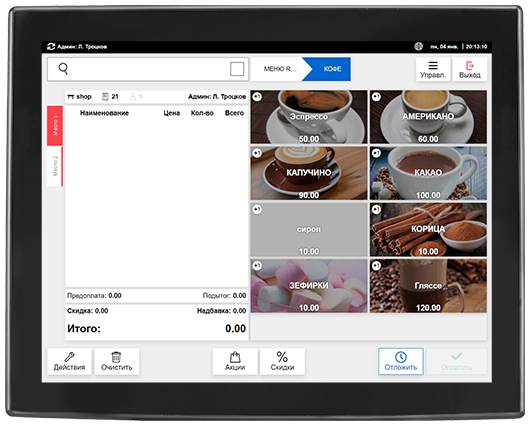 Админ: Л. Троцков
пн, 04 янв. | 20:13:10
МЕНЮ R...
КОФЕ
Управл.
Выход
shop
21
1
Админ: Л. Троцков
Наименование Цена Кол-во Всего
Место 1
Место 2
Предоплата: 0.00
Подытог: 0.00
Скидка: 0.00
Надбавка: 0.00
Итого: 0.00
+1
Эспрессо
50.00
+1
АМЕРИКАНО
60.00
+1
КАПУЧИНО
90.00
+1
КАКАО
100.00
+1
сироп
10.00
+1
КОРИЦА
10.00
+1
ЗЕФИРКИ
10.00
+1
Гляссе
120.00
Действия
Очистить
Акции
Скидки
Отложить
Оплатить